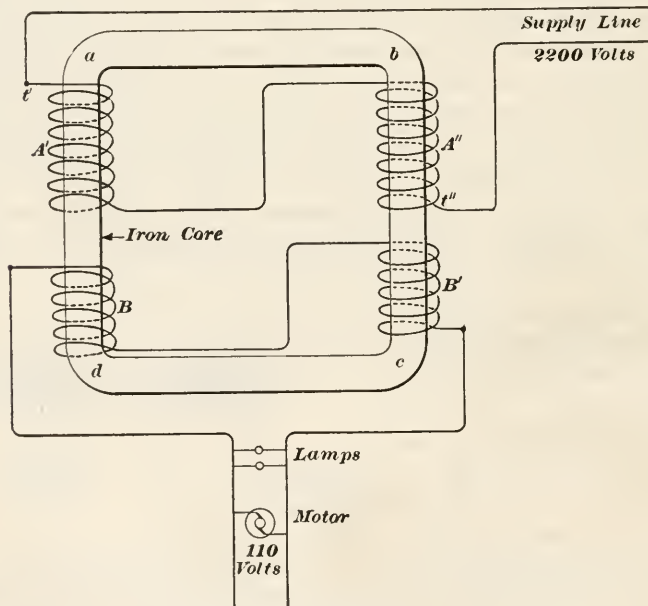 Supply Line
2200 Volts
a
b
t'
A'
A"
t"
Iron Core
B
B'
d
c
Lamps
Motor
110
Volts